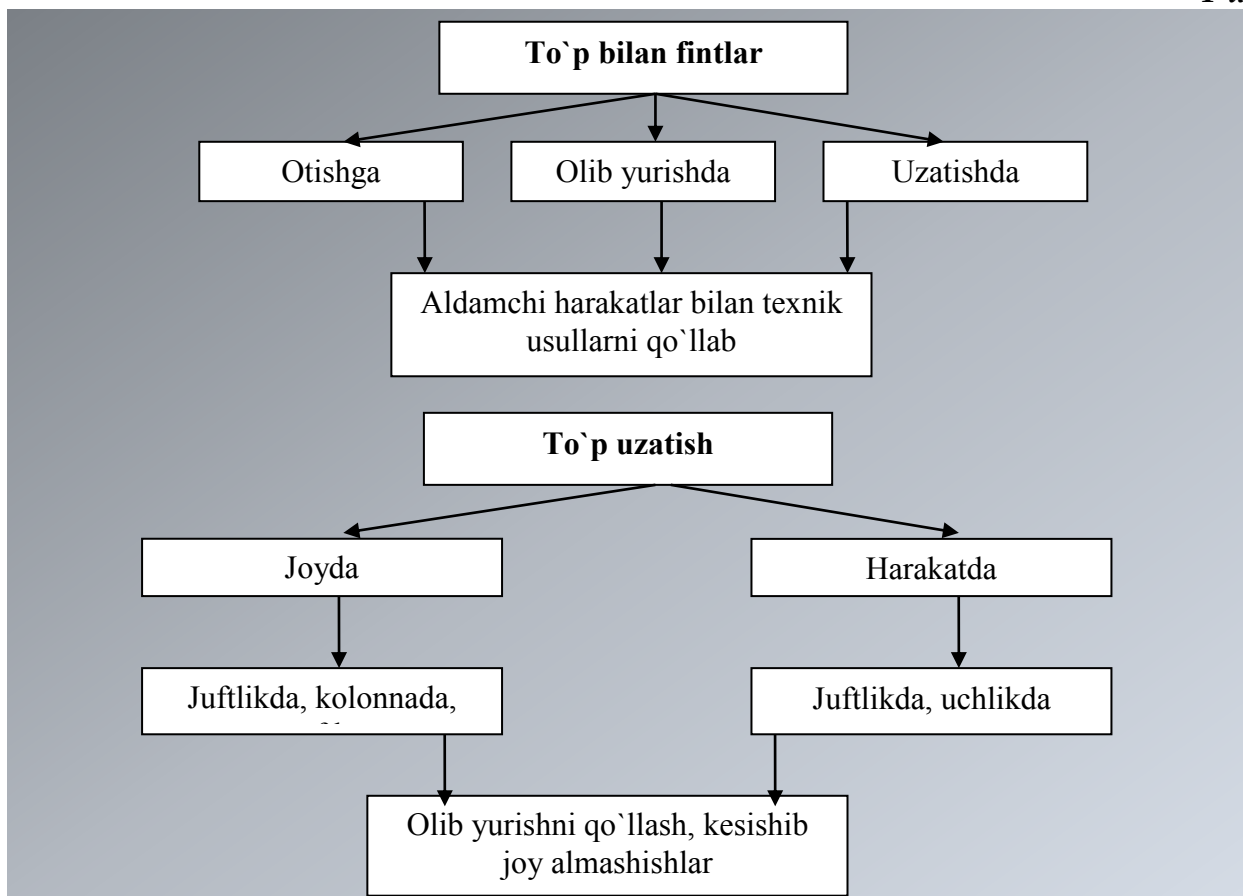 To`p bilan fintlar
Otishga
Olib yurishda
Uzatishda
Aldamchi harakatlar bilan texnik
usullarni qo`llab
To`p uzatish
Joyda
Harakatda
Juftlikda, kolonnada,
Juftlikda, uchlikda
Olib yurishni qo`llash, kesishib
joy almashishlar